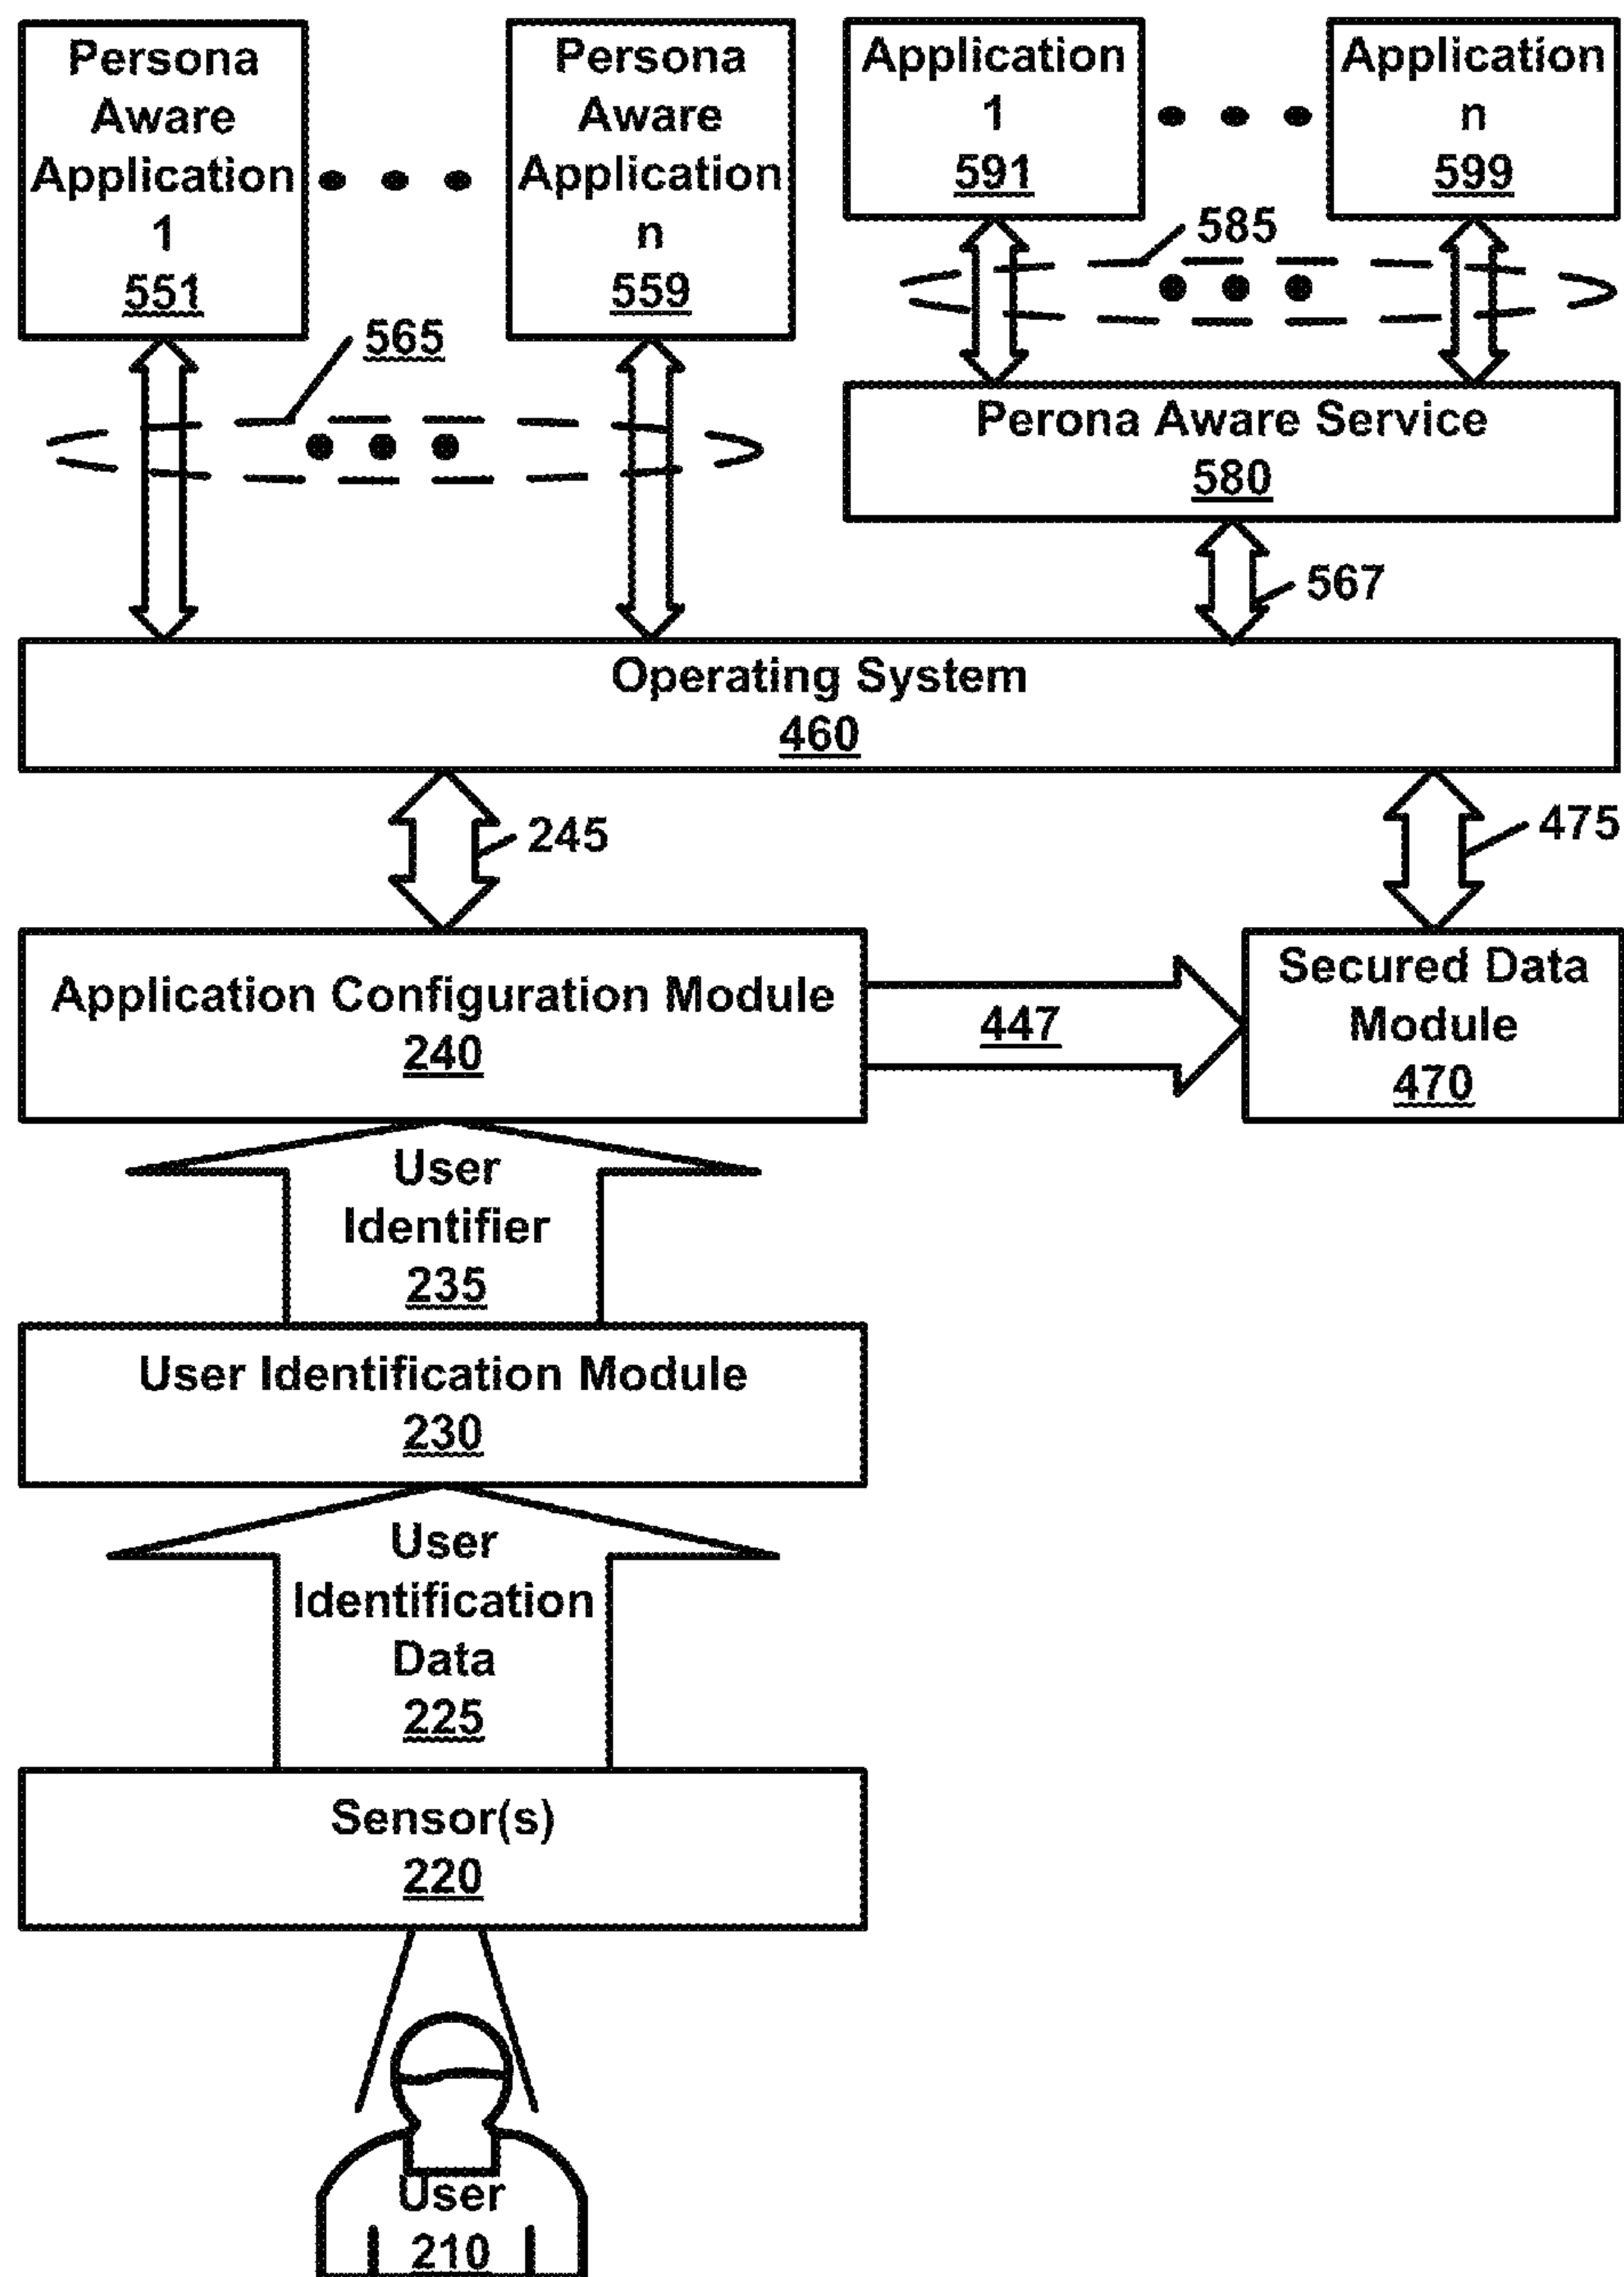 Persona
Aware
Application
1
551
Persona
Aware
Application
n
559
Application
1
591
Application
n
599
585
565
Perona Aware Service
580
567
Operating System
460
245
475
Application Configuration Module
240
447
Secured Data
Module
470
User
Identifier
235
User Identification Module
230
User
Identification
Data
225
Sensor(s)
220
User
210